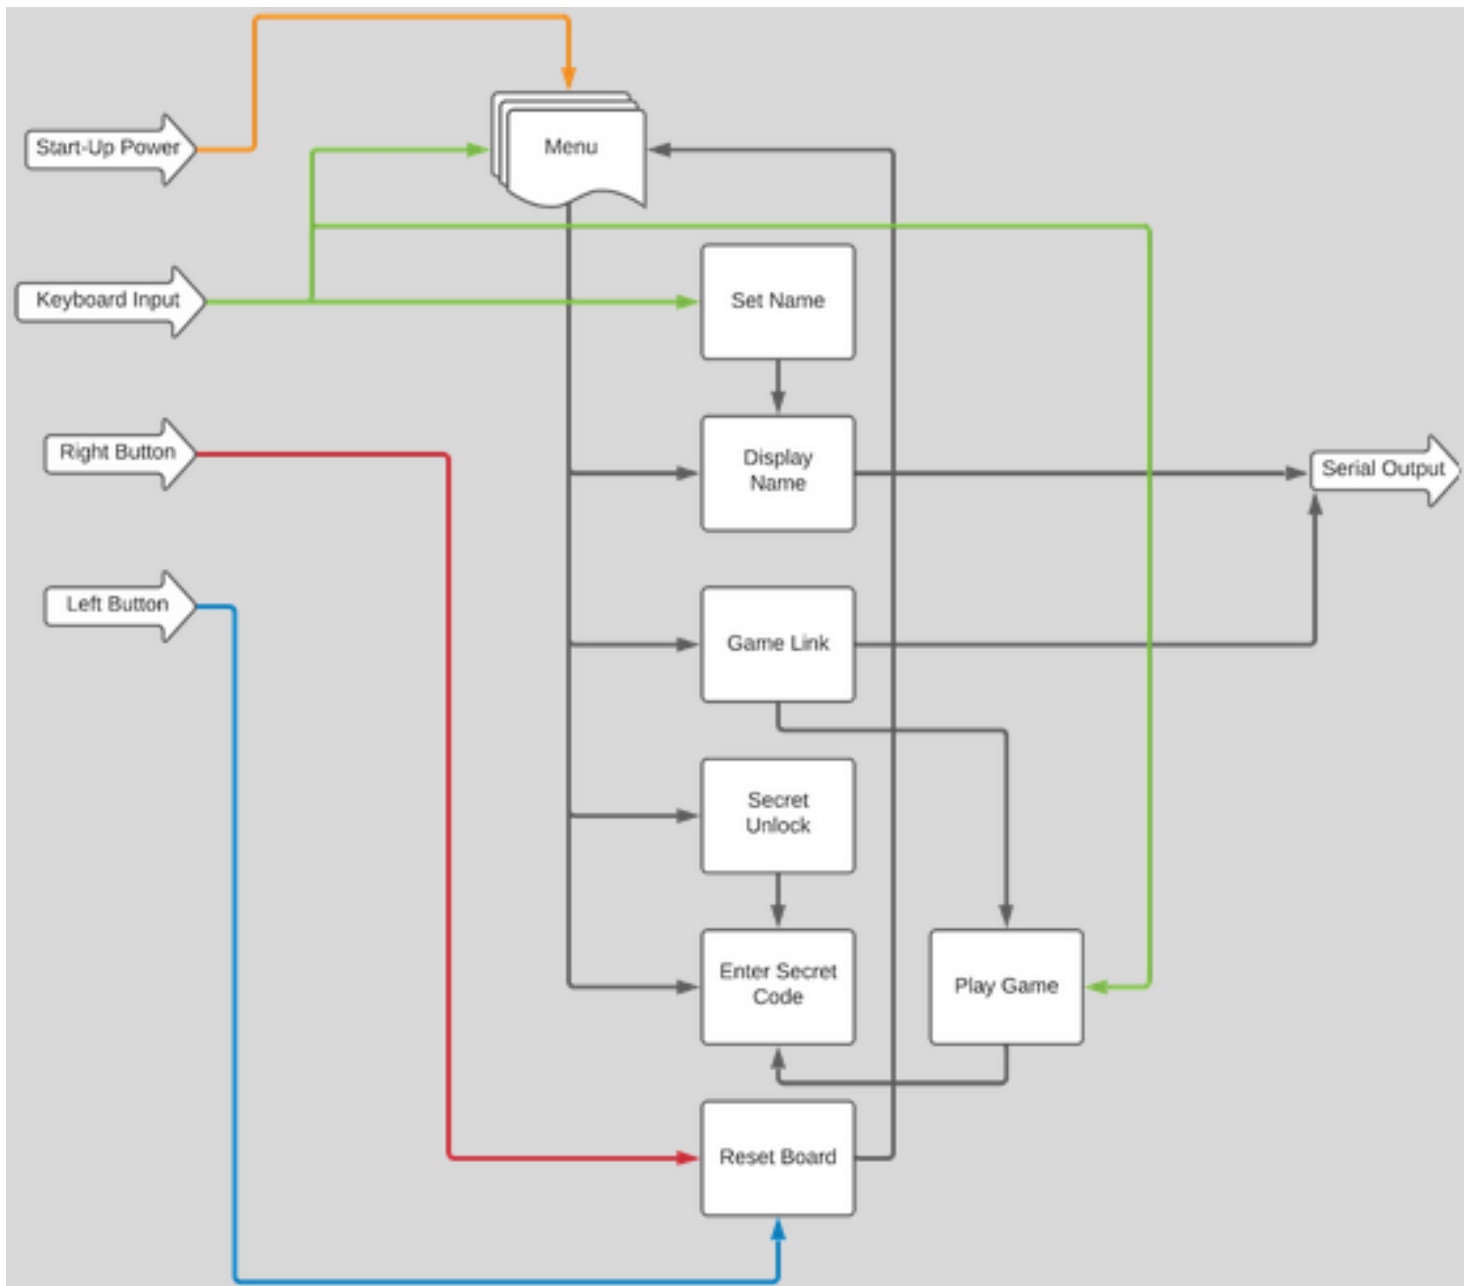 Start-Up Power
Menu
Keyboard Input
Set Name
Right Button
Display
Name
Serial Output
Left Button
Game Link
Secret
Unlock
Enter Secret
Code
Play Game
Reset Board